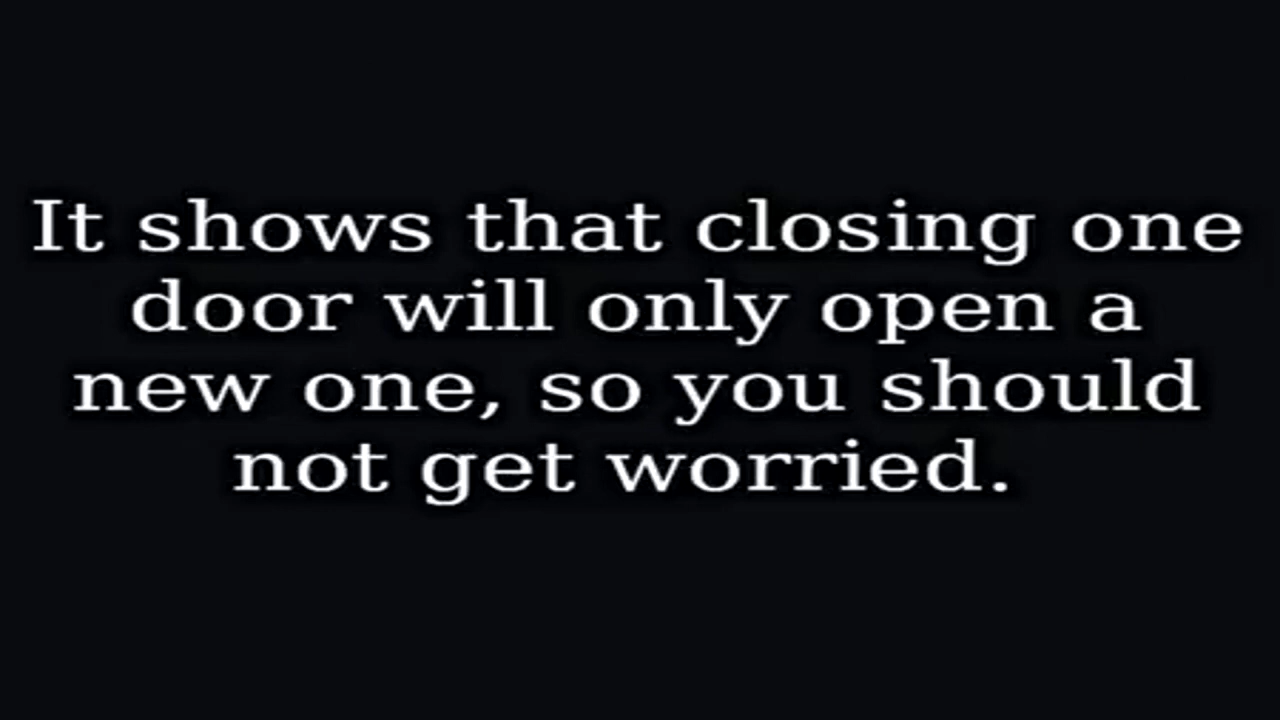 It shows that closing one
door will only open a
new one, so you should
not get worried.